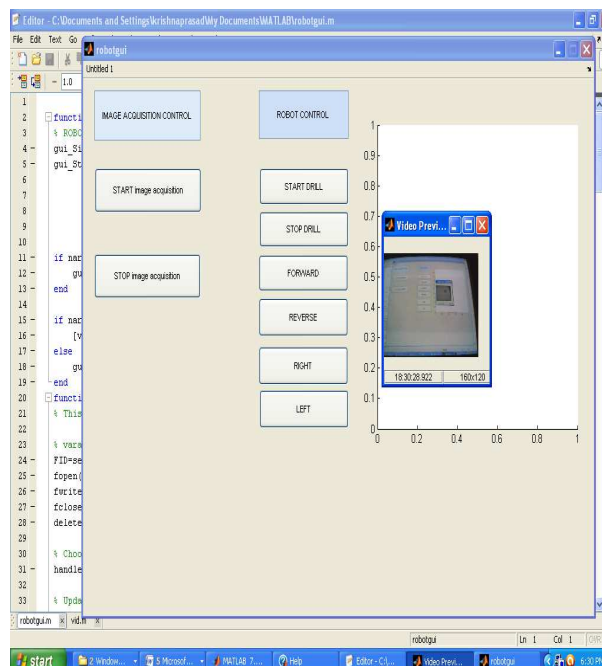 Editor - C:\Documents and Settings\krishnaprasad\My Documents\MATLAB\robotgui.m
File Edit Text Go
robotgui
Untitled 1
- 1.0
IMAGE ACQUISITION CONTROL
ROBOT CONTROL
START image acquisition
STOP image acquisition
START DRILL
STOP DRILL
FORWARD
REVERSE
RIGHT
LEFT
1
0.9
0.8
0.7
0.6
0.5
0.4
0.3
0.2
0.1
0
0 0.2 0.4 0.6 0.8 1
Video Previ...
18:30:28.922 160x120
1
2 functi
3 % ROBO
4 - gui_Si
5 - gui_St
6
7
8
9
10
11 - if nar
12 - gu
13 - end
14
15 - if nar
16 - [v
17 - else
18 - gu
19 - end
20 functi
21 % This
22
23 % vara
24 - FID=se
25 - fopen(
26 - fwrite
27 - fclose
28 - delete
29
30 % Choo
31 - handle
32
33 % Upda
robotgui.m × vid.m ×
robotgui Ln 1 Col 1 OVR
start 2 Window... 5 Microsof... MATLAB 7.... Help Editor - C:\... Video Previ... robotgui 6:30 PM